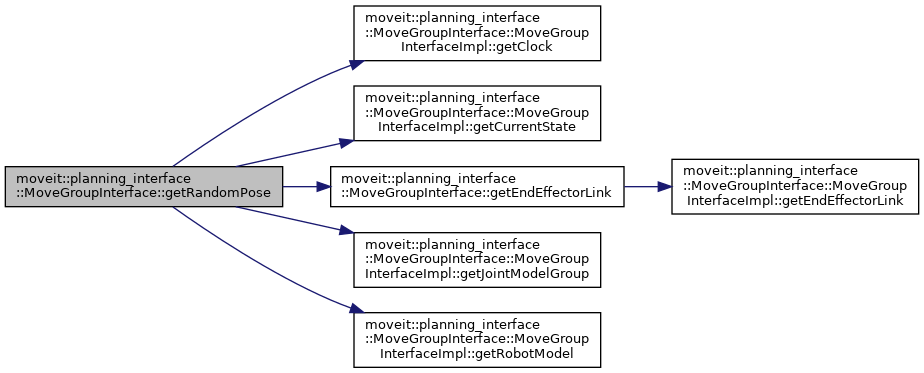 moveit::planning_interface
::MoveGroupInterface::MoveGroup
InterfaceImpl::getClock
moveit::planning_interface
::MoveGroupInterface::MoveGroup
InterfaceImpl::getCurrentState
moveit::planning_interface
::MoveGroupInterface::getRandomPose
moveit::planning_interface
::MoveGroupInterface::getEndEffectorLink
moveit::planning_interface
::MoveGroupInterface::MoveGroup
InterfaceImpl::getEndEffectorLink
moveit::planning_interface
::MoveGroupInterface::MoveGroup
InterfaceImpl::getJointModelGroup
moveit::planning_interface
::MoveGroupInterface::MoveGroup
InterfaceImpl::getRobotModel